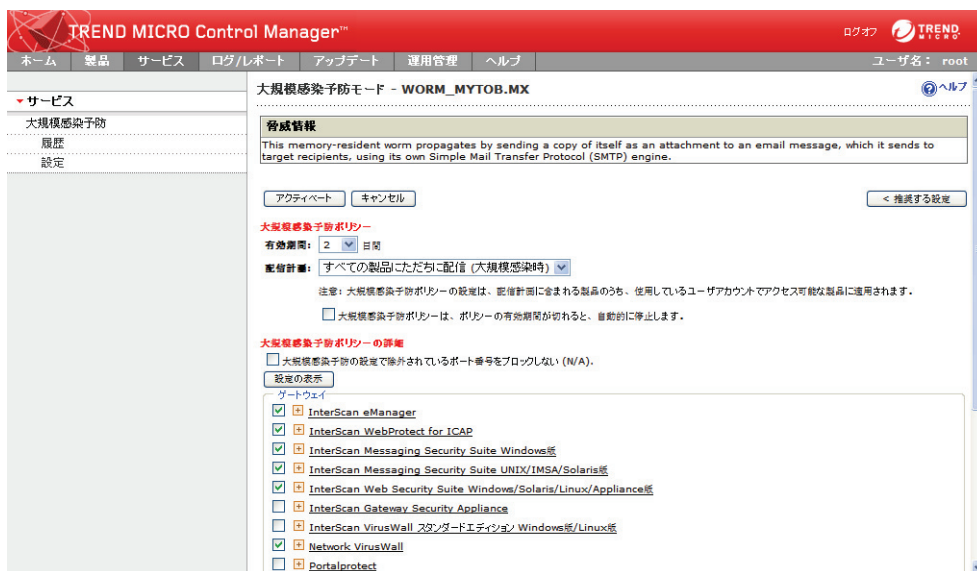 TREND MICRO Control Manager™
ログオフ
TREND MICRO
ホーム 製品 サービス ログ/レポート アップデート 運用管理 ヘルプ ユーザ名： root
サービス
大規模感染予防
履歴
設定
大規模感染予防モード - WORM_MYTOB.MX
ヘルプ
脅威情報
This memory-resident worm propagates by sending a copy of itself as an attachment to an email message, which it sends to
target recipients, using its own Simple Mail Transfer Protocol (SMTP) engine.
アクティベート キャンセル < 推奨する設定
大規模感染予防ポリシー
有効期間： 2 日間
配信計画： すべての製品にただちに配信 (大規模感染時)
注意： 大規模感染予防ポリシーの設定は、配信計画に含まれる製品のうち、使用しているユーザアカウントでアクセス可能な製品に適用されます。
大規模感染予防ポリシーは、ポリシーの有効期間が切れると、自動的に停止します。
大規模感染予防ポリシーの詳細
大規模感染予防の設定で除外されているポート番号をブロックしない (N/A)．
設定の表示
ゲートウェイ
InterScan eManager
InterScan WebProtect for ICAP
InterScan Messaging Security Suite Windows版
InterScan Messaging Security Suite UNIX/IMSA/Solaris版
InterScan Web Security Suite Windows/Solaris/Linux/Appliance版
InterScan Gateway Security Appliance
InterScan VirusWall スタンダードエディション Windows版/Linux版
Network VirusWall
Portalprotect